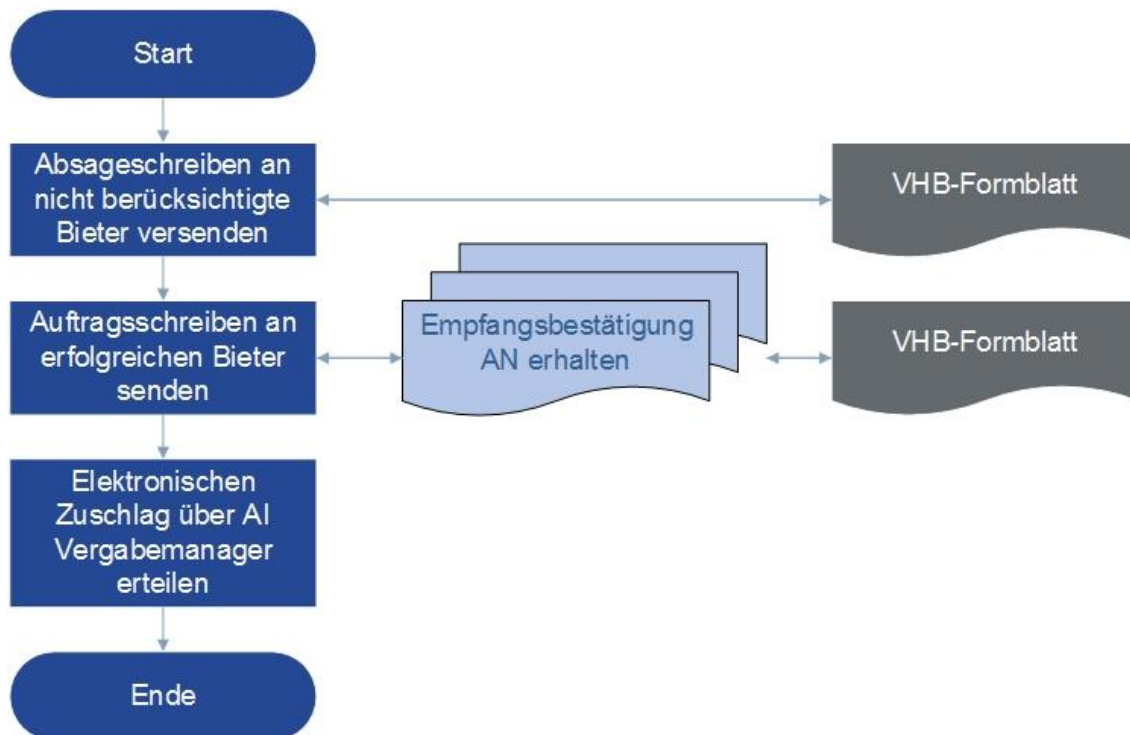 Start
Absageschreiben an
nicht berücksichtigte
Bieter versenden
VHB-Formblatt
Auftragsschreiben an
erfolgreichen Bieter
senden
Empfangsbestätigung
AN erhalten
VHB-Formblatt
Elektronischen
Zuschlag über AI
Vergabemanager
erteilen
Ende